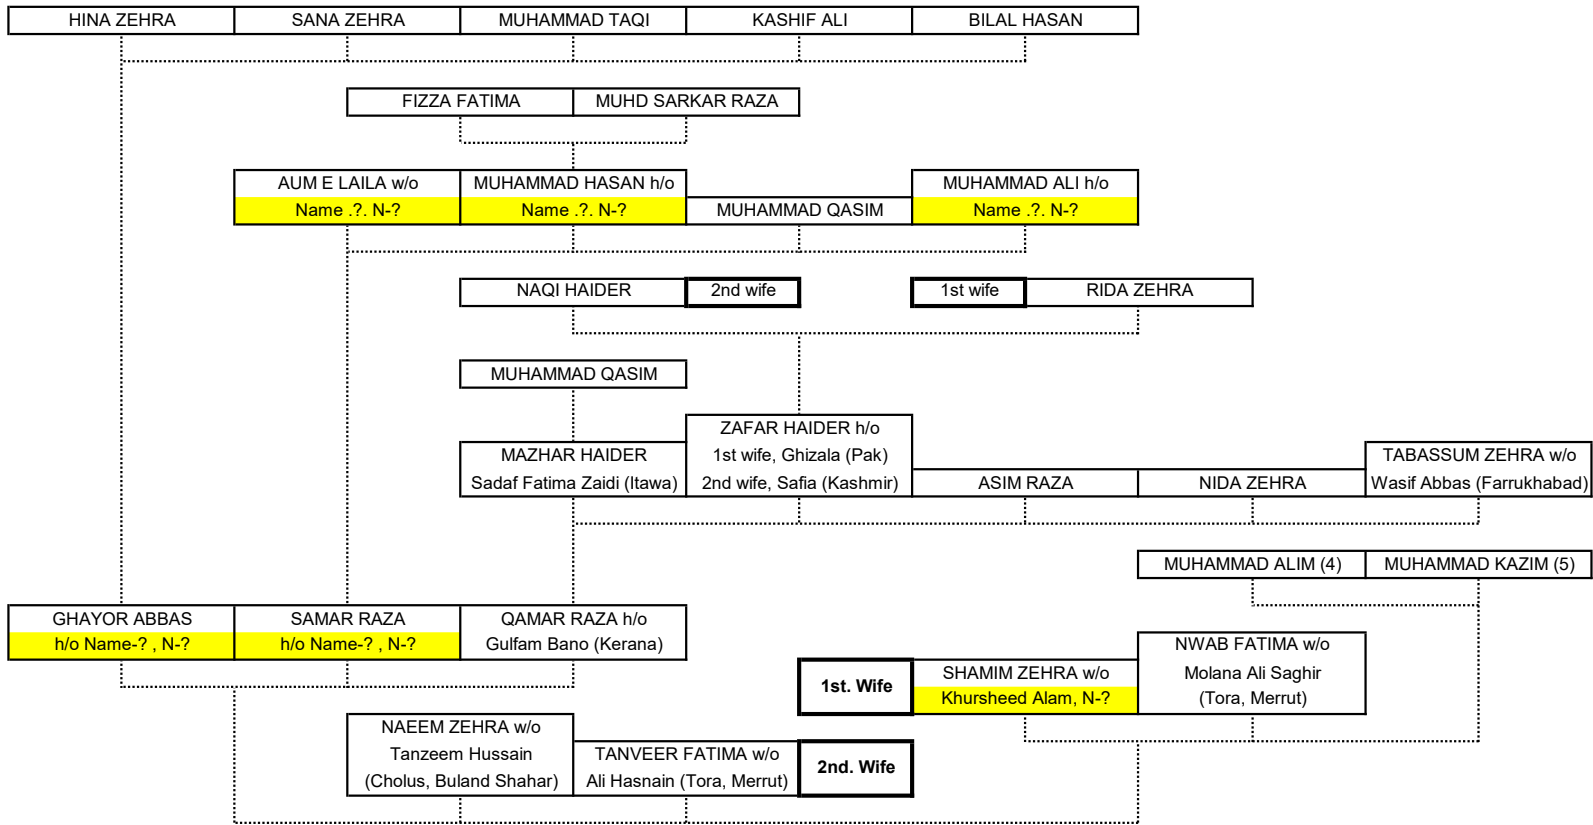 HINA ZEHRA
SANA ZEHRA
MUHAMMAD TAQI
KASHIF ALI
BILAL HASAN
FIZZA FATIMA
MUHD SARKAR RAZA
AUM E LAILA w/o
Name .?. N-?
MUHAMMAD HASAN h/o
Name .?. N-?
MUHAMMAD QASIM
MUHAMMAD ALI h/o
Name .?. N-?
NAQI HAIDER
2nd wife
1st wife
RIDA ZEHRA
MUHAMMAD QASIM
MAZHAR HAIDER
Sadaf Fatima Zaidi (Itawa)
ZAFAR HAIDER h/o
1st wife, Ghizala (Pak)
2nd wife, Safia (Kashmir)
ASIM RAZA
NIDA ZEHRA
TABASSUM ZEHRA w/o
Wasif Abbas (Farrukhabad)
MUHAMMAD ALIM (4)
MUHAMMAD KAZIM (5)
GHAYOR ABBAS
h/o Name-? , N-?
SAMAR RAZA
h/o Name-? , N-?
QAMAR RAZA h/o
Gulfam Bano (Kerana)
1st. Wife
SHAMIM ZEHRA w/o
Khursheed Alam, N-?
NWAB FATIMA w/o
Molana Ali Saghir
(Tora, Merrut)
NAEEM ZEHRA w/o
Tanzeem Hussain
(Cholus, Buland Shahar)
TANVEER FATIMA w/o
Ali Hasnain (Tora, Merrut)
2nd. Wife